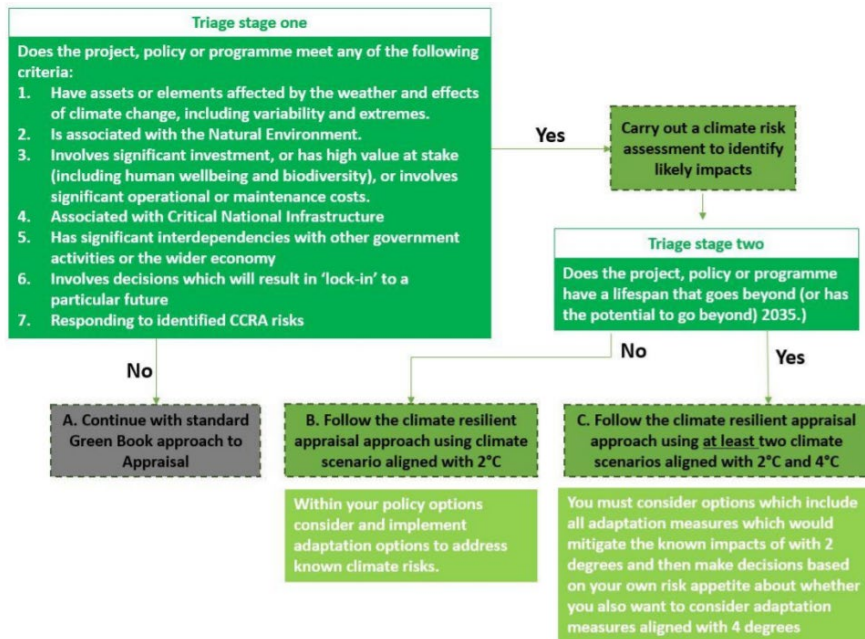 Triage stage one
Does the project, policy or programme meet any of the following
criteria:
1. Have assets or elements affected by the weather and effects
of climate change, including variability and extremes.
2. Is associated with the Natural Environment.
3. Involves significant investment, or has high value at stake
(including human wellbeing and biodiversity), or involves
significant operational or maintenance costs.
4. Associated with Critical National Infrastructure
5. Has significant interdependencies with other government
activities or the wider economy
6. Involves decisions which will result in ‘lock-in’ to a
particular future
7. Responding to identified CCRA risks
Yes
Carry out a climate risk
assessment to identify
likely impacts
Triage stage two
Does the project, policy or programme
have a lifespan that goes beyond (or has
the potential to go beyond) 2035.)
No
No
Yes
A. Continue with standard
Green Book approach to
Appraisal
B. Follow the climate resilient
appraisal approach using climate
scenario aligned with 2°C
C. Follow the climate resilient appraisal
approach using at least two climate
scenarios aligned with 2°C and 4°C
Within your policy options
consider and implement
adaptation options to address
known climate risks.
You must consider options which include
all adaptation measures which would
mitigate the known impacts of with 2
degrees and then make decisions based
on your own risk appetite about whether
you also want to consider adaptation
measures aligned with 4 degrees